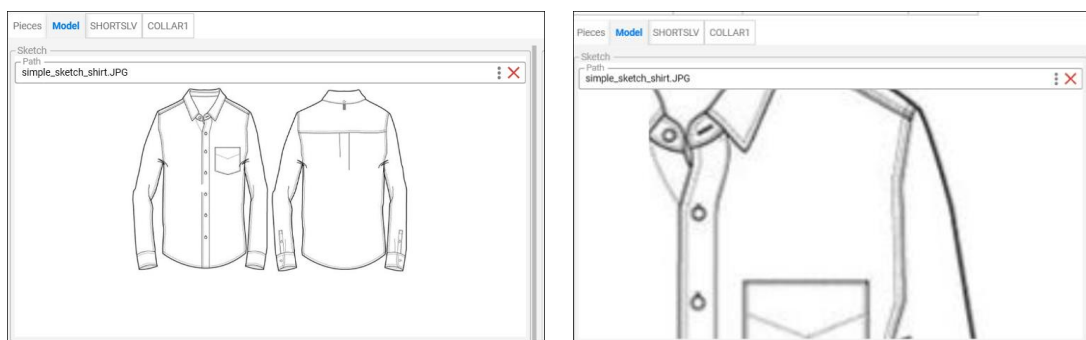 Pieces Model SHORTSLV COLLAR1
Sketch
Path
simple_sketch_shirt.JPG
Pieces Model SHORTSLV COLLAR1
Sketch
Path
simple_sketch_shirt.JPG